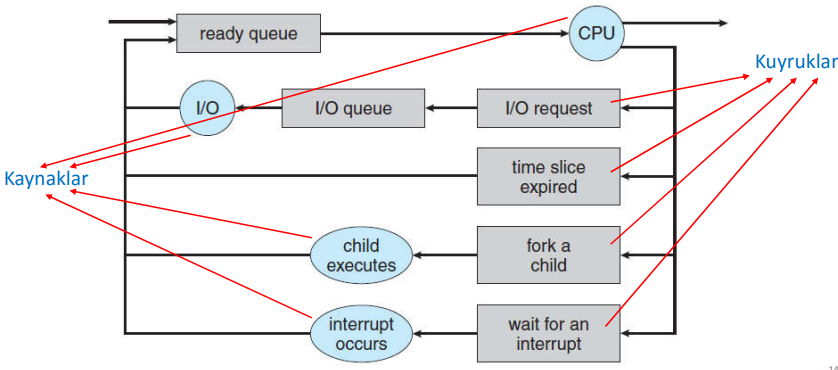 ready queue
CPU
Kuyruklar
I/O
I/O queue
I/O request
time slice
expired
Kaynaklar
child
executes
fork a
child
interrupt
occurs
wait for an
interrupt
14